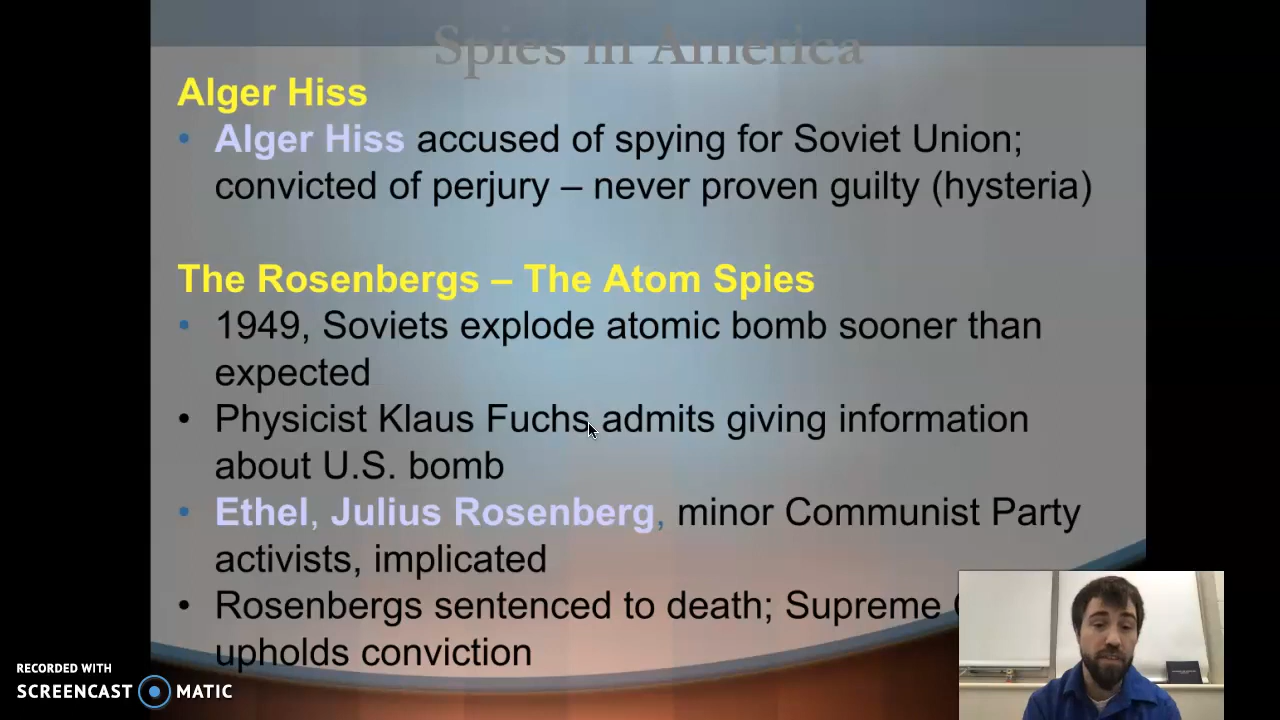 Spies in America
Alger Hiss
• Alger Hiss accused of spying for Soviet Union;
convicted of perjury – never proven guilty (hysteria)
The Rosenbergs – The Atom Spies
• 1949, Soviets explode atomic bomb sooner than
expected
• Physicist Klaus Fuchs admits giving information
about U.S. bomb
• Ethel, Julius Rosenberg, minor Communist Party
activists, implicated
• Rosenbergs sentenced to death; Supreme
upholds conviction
RECORDED WITH
SCREENCAST MATIC